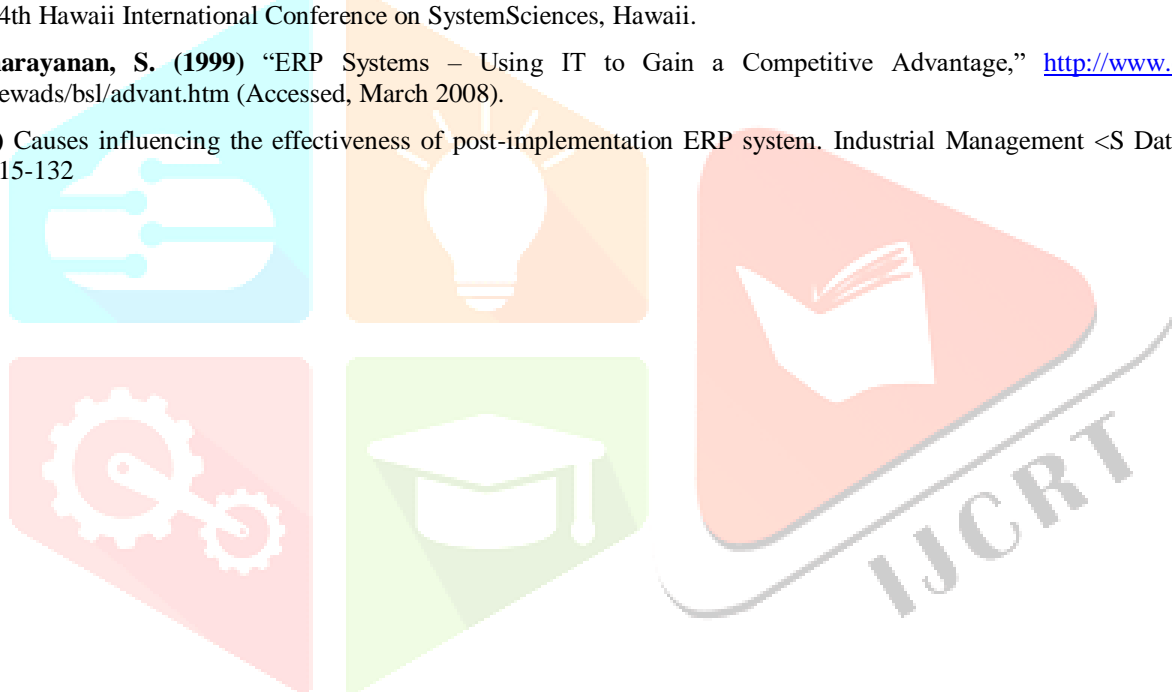 4th Hawaii International Conference on SystemSciences, Hawaii.
narayanan, S. (1999) “ERP Systems – Using IT to Gain a Competitive Advantage,” http://www.
ewads/bsl/advant.htm (Accessed, March 2008).
) Causes influencing the effectiveness of post-implementation ERP system. Industrial Management <S Dat
15-132
IJCRT